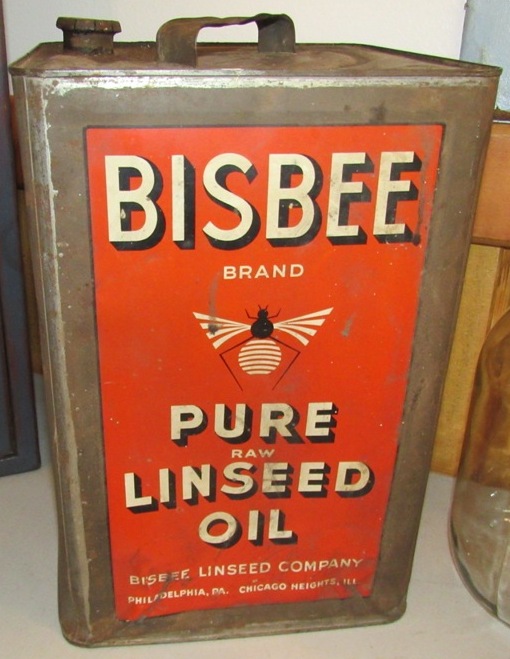 BISBEE
BRAND
PURE
RAW
LINSEED
OIL
BISBEE LINSEED COMPANY
PHILADELPHIA, PA. CHICAGO HEIGHTS, ILL